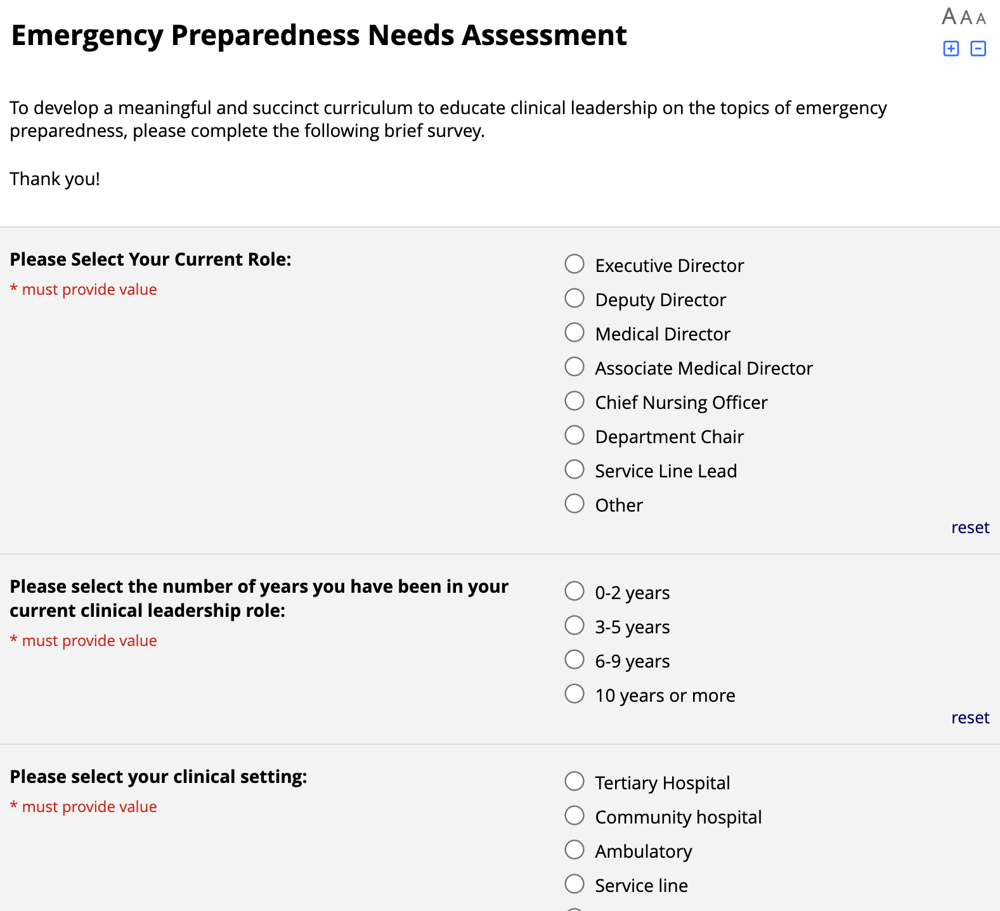 Emergency Preparedness Needs Assessment
A A A
To develop a meaningful and succinct curriculum to educate clinical leadership on the topics of emergency
preparedness, please complete the following brief survey.
Thank you!
Please Select Your Current Role:
* must provide value
Executive Director
Deputy Director
Medical Director
Associate Medical Director
Chief Nursing Officer
Department Chair
Service Line Lead
Other
reset
Please select the number of years you have been in your
current clinical leadership role:
* must provide value
0-2 years
3-5 years
6-9 years
10 years or more
reset
Please select your clinical setting:
* must provide value
Tertiary Hospital
Community hospital
Ambulatory
Service line